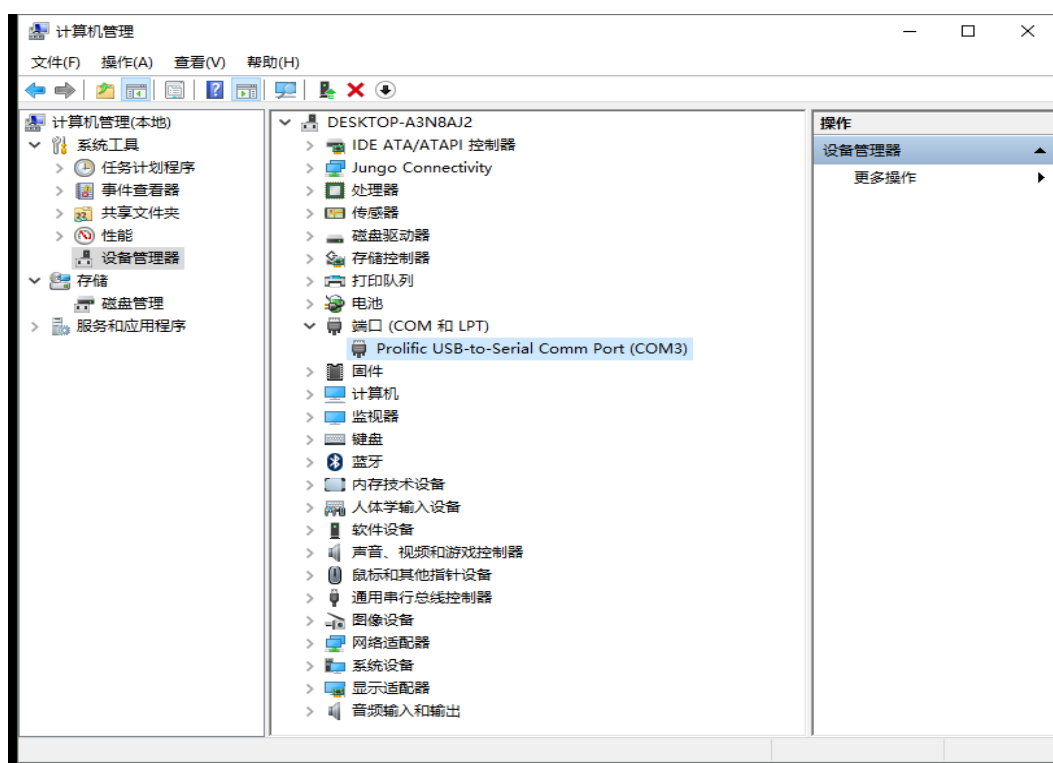 计算机管理
文件(F) 操作(A) 查看(V) 帮助(H)
计算机管理(本地)
系统工具
任务计划程序
事件查看器
共享文件夹
性能
设备管理器
存储
磁盘管理
服务和应用程序
DESKTOP-A3N8AJ2
IDE ATA/ATAPI 控制器
Jungo Connectivity
处理器
传感器
磁盘驱动器
存储控制器
打印队列
电池
端口 (COM 和 LPT)
Prolific USB-to-Serial Comm Port (COM3)
固件
计算机
监视器
键盘
蓝牙
内存技术设备
人体学输入设备
软件设备
声音、视频和游戏控制器
鼠标和其他指针设备
通用串行总线控制器
图像设备
网络适配器
系统设备
显示适配器
音频输入和输出
操作
设备管理器
更多操作